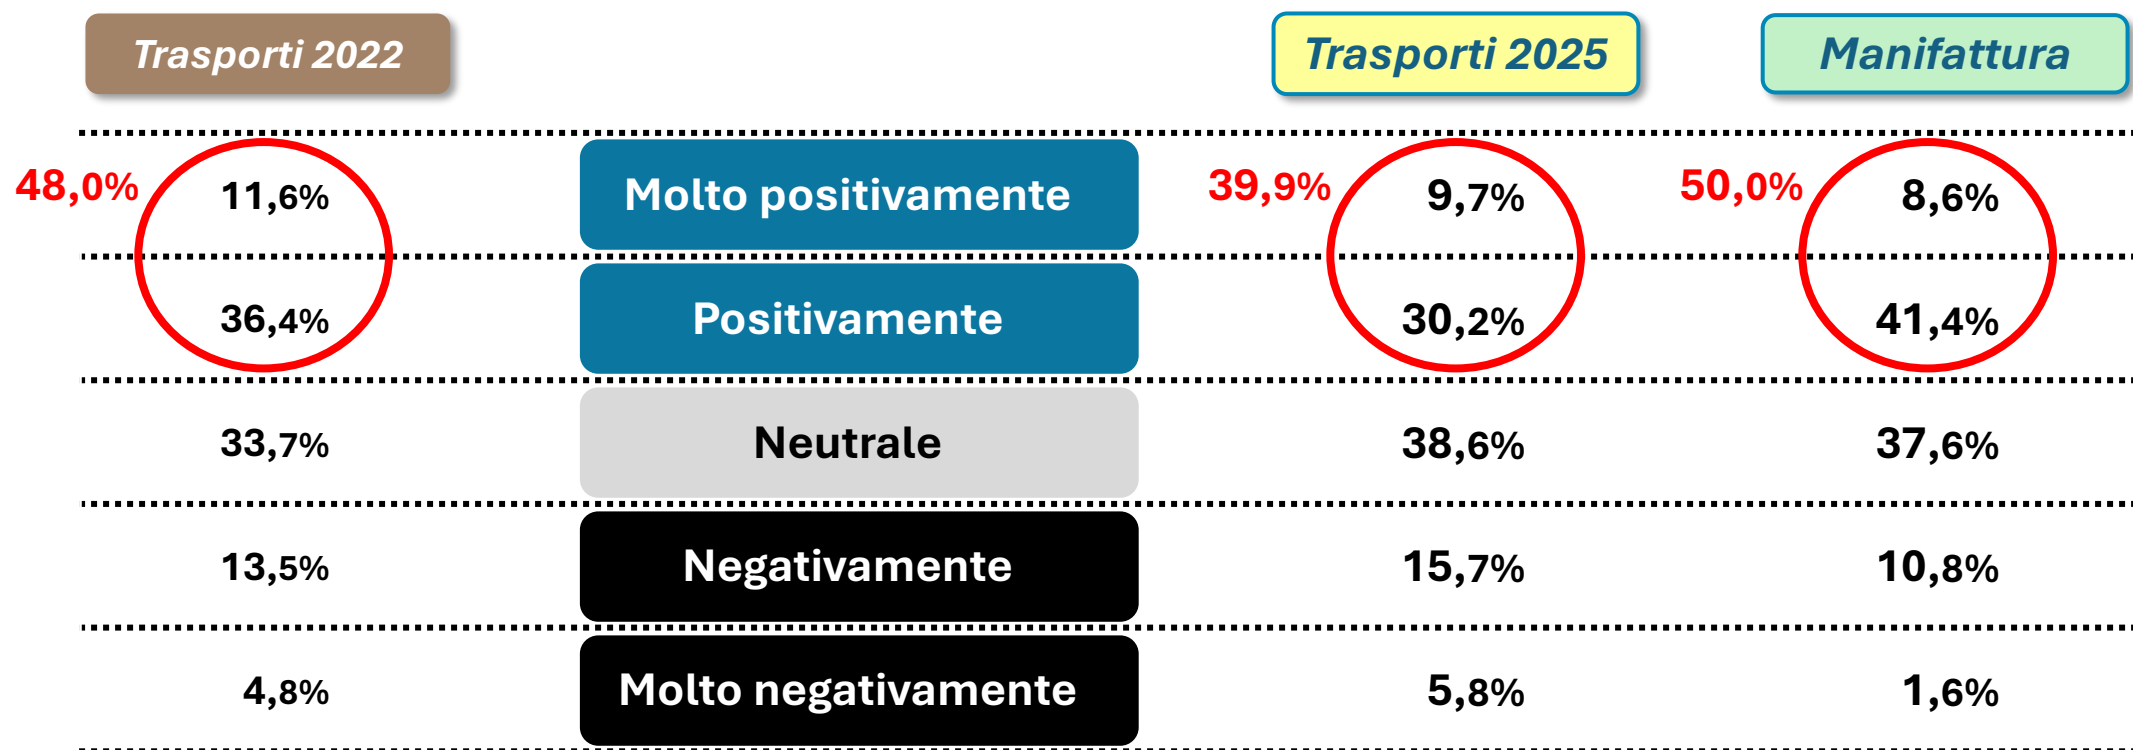 Trasporti 2022 Trasporti 2025 Manifattura
48,0% 11,6% Molto positivamente 39,9% 9,7% 50,0% 8,6%
36,4% Positivamente 30,2% 41,4%
33,7% Neutrale 38,6% 37,6%
13,5% Negativamente 15,7% 10,8%
4,8% Molto negativamente 5,8% 1,6%